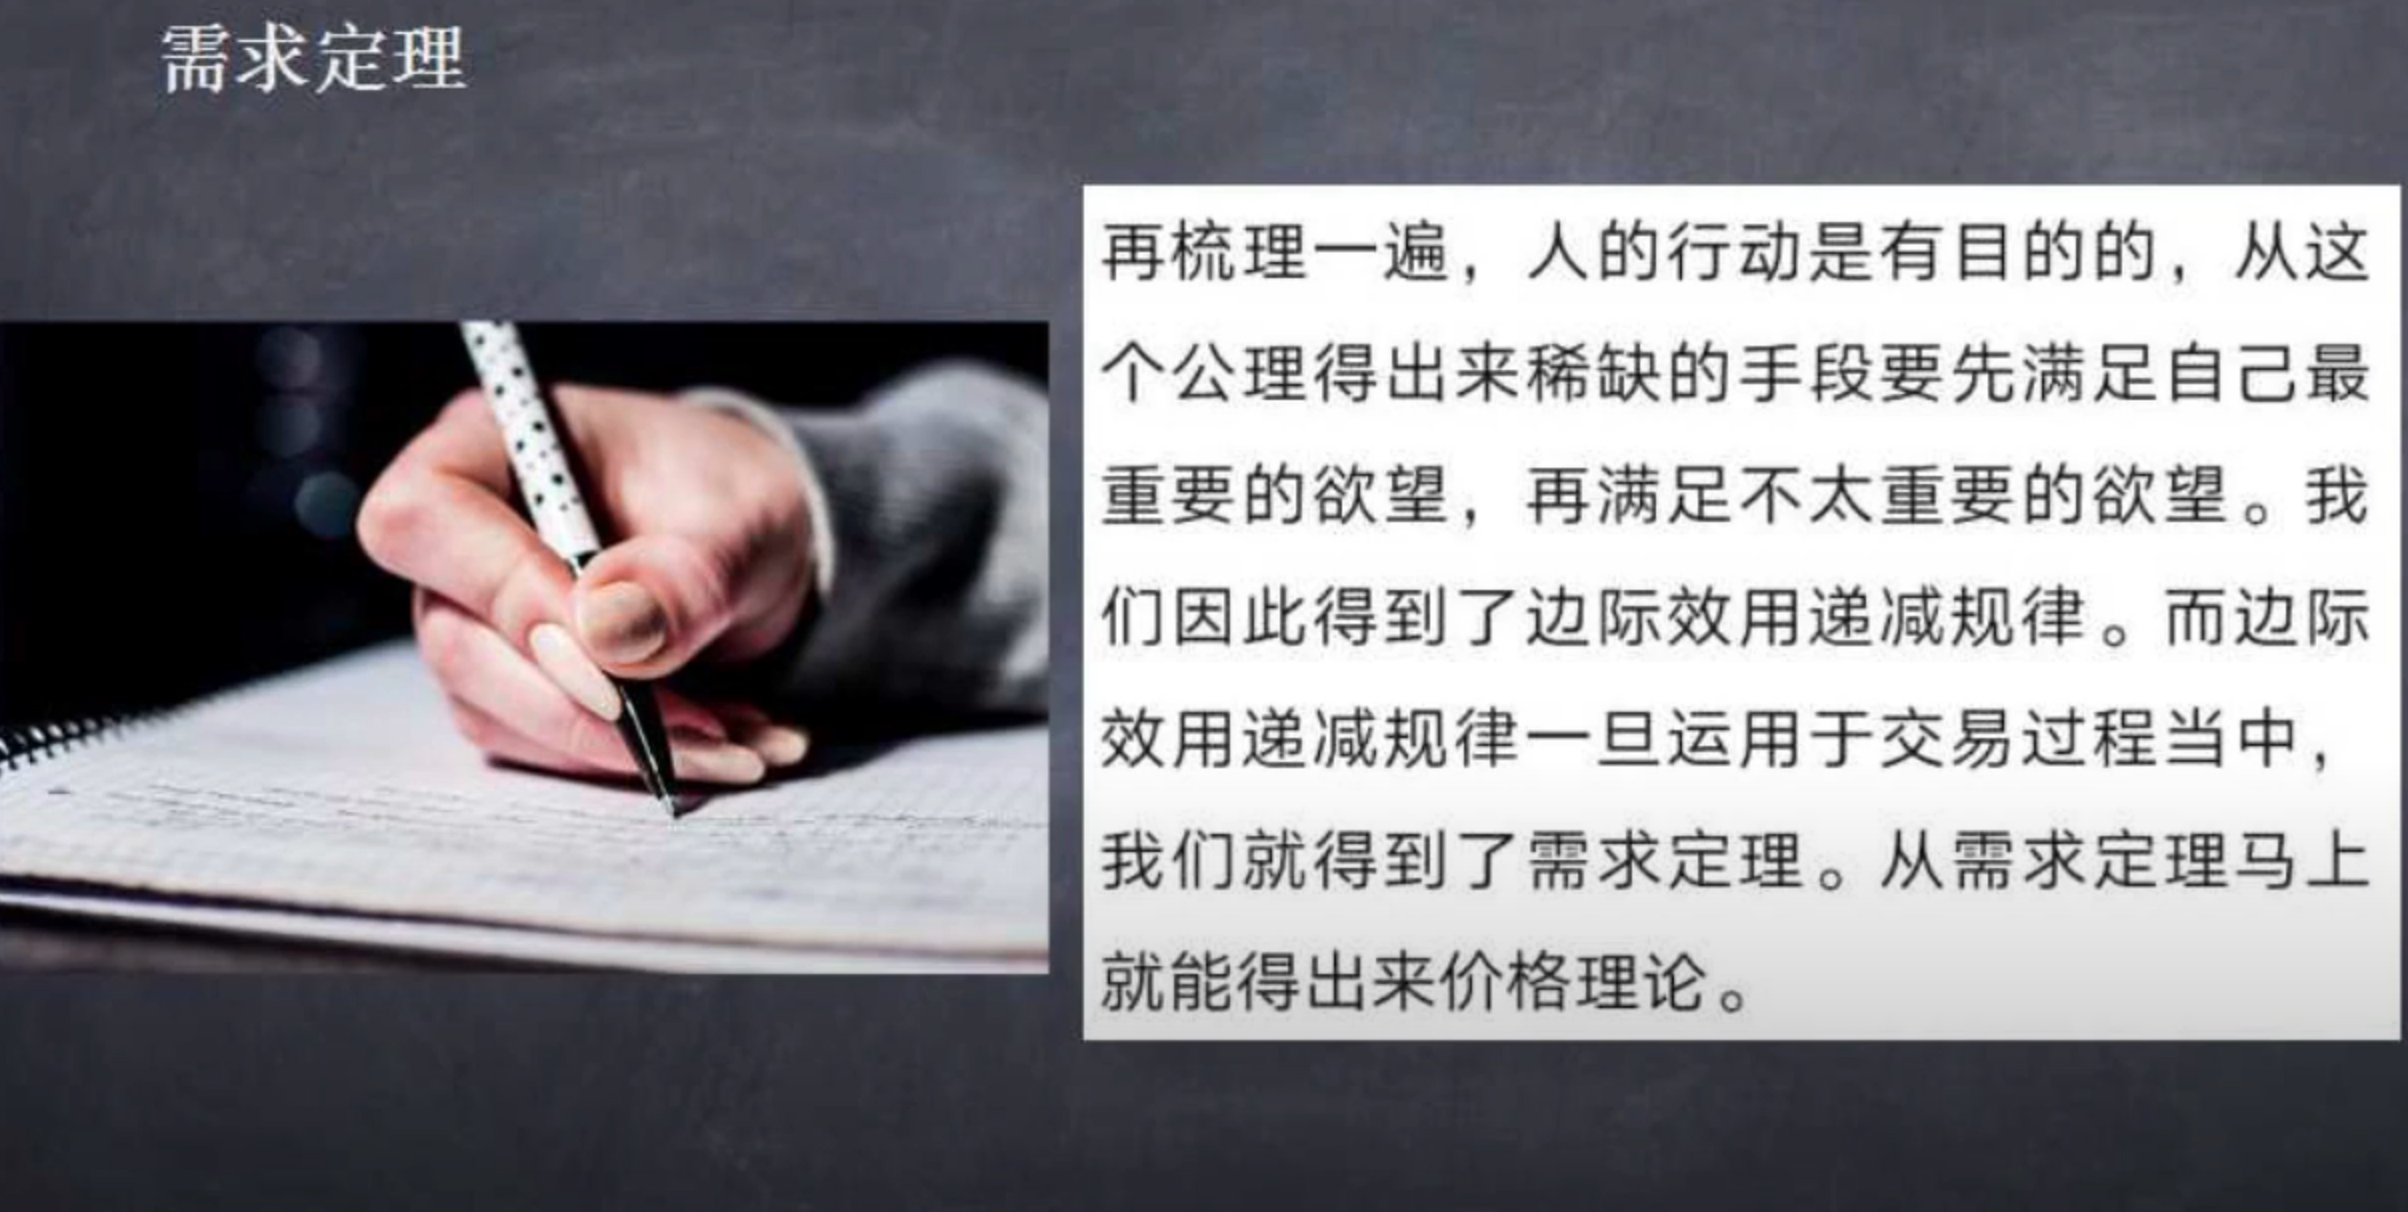 需求定理
再梳理一遍，人的行动是有目的的，从这
个公理得出来稀缺的手段要先满足自己最
重要的欲望，再满足不太重要的欲望。我
们因此得到了边际效用递减规律。而边际
效用递减规律一旦运用于交易过程当中，
我们就得到了需求定理。从需求定理马上
就能得出来价格理论。